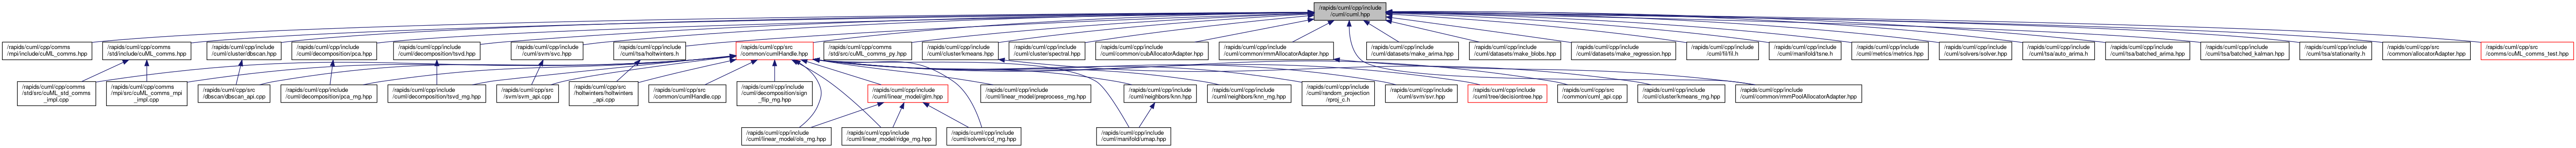 /rapids/cuml/cpp/include
/cuml/cuml.hpp
/rapids/cuml/cpp/comms
/mpi/include/cuML_comms.hpp
/rapids/cuml/cpp/comms
/std/include/cuML_comms.hpp
/rapids/cuml/cpp/include
/cuml/cluster/dbscan.hpp
/rapids/cuml/cpp/include
/cuml/decomposition/pca.hpp
/rapids/cuml/cpp/include
/cuml/decomposition/tsvd.hpp
/rapids/cuml/cpp/include
/cuml/svm/svc.hpp
/rapids/cuml/cpp/include
/cuml/tsa/holtwinters.h
/rapids/cuml/cpp/src
/common/cumlHandle.hpp
/rapids/cuml/cpp/comms
/std/src/cuML_comms_py.hpp
/rapids/cuml/cpp/include
/cuml/cluster/kmeans.hpp
/rapids/cuml/cpp/include
/cuml/cluster/spectral.hpp
/rapids/cuml/cpp/include
/cuml/common/cubAllocatorAdapter.hpp
/rapids/cuml/cpp/include
/cuml/common/rmmAllocatorAdapter.hpp
/rapids/cuml/cpp/include
/cuml/datasets/make_arima.hpp
/rapids/cuml/cpp/include
/cuml/datasets/make_blobs.hpp
/rapids/cuml/cpp/include
/cuml/datasets/make_regression.hpp
/rapids/cuml/cpp/include
/cuml/fil/fil.h
/rapids/cuml/cpp/include
/cuml/manifold/tsne.h
/rapids/cuml/cpp/include
/cuml/metrics/metrics.hpp
/rapids/cuml/cpp/include
/cuml/solvers/solver.hpp
/rapids/cuml/cpp/include
/cuml/tsa/auto_arima.h
/rapids/cuml/cpp/include
/cuml/tsa/batched_arima.hpp
/rapids/cuml/cpp/include
/cuml/tsa/batched_kalman.hpp
/rapids/cuml/cpp/include
/cuml/tsa/stationarity.h
/rapids/cuml/cpp/src
/common/allocatorAdapter.hpp
/rapids/cuml/cpp/src
/comms/cuML_comms_test.hpp
/rapids/cuml/cpp/comms
/std/src/cuML_std_comms
_impl.cpp
/rapids/cuml/cpp/comms
/mpi/src/cuML_comms_mpi
_impl.cpp
/rapids/cuml/cpp/src
/dbscan/dbscan_api.cpp
/rapids/cuml/cpp/include
/cuml/decomposition/pca_mg.hpp
/rapids/cuml/cpp/include
/cuml/decomposition/tsvd_mg.hpp
/rapids/cuml/cpp/src
/svm/svm_api.cpp
/rapids/cuml/cpp/src
/holtwinters/holtwinters
_api.cpp
/rapids/cuml/cpp/src
/common/cumlHandle.cpp
/rapids/cuml/cpp/include
/cuml/decomposition/sign
_flip_mg.hpp
/rapids/cuml/cpp/include
/cuml/linear_model/glm.hpp
/rapids/cuml/cpp/include
/cuml/linear_model/preprocess_mg.hpp
/rapids/cuml/cpp/include
/cuml/neighbors/knn.hpp
/rapids/cuml/cpp/include
/cuml/neighbors/knn_mg.hpp
/rapids/cuml/cpp/include
/cuml/random_projection
/rproj_c.h
/rapids/cuml/cpp/include
/cuml/svm/svr.hpp
/rapids/cuml/cpp/include
/cuml/tree/decisiontree.hpp
/rapids/cuml/cpp/src
/common/cuml_api.cpp
/rapids/cuml/cpp/include
/cuml/cluster/kmeans_mg.hpp
/rapids/cuml/cpp/include
/cuml/common/rmmPoolAllocatorAdapter.hpp
/rapids/cuml/cpp/include
/cuml/linear_model/ols_mg.hpp
/rapids/cuml/cpp/include
/cuml/linear_model/ridge_mg.hpp
/rapids/cuml/cpp/include
/cuml/solvers/cd_mg.hpp
/rapids/cuml/cpp/include
/cuml/manifold/umap.hpp